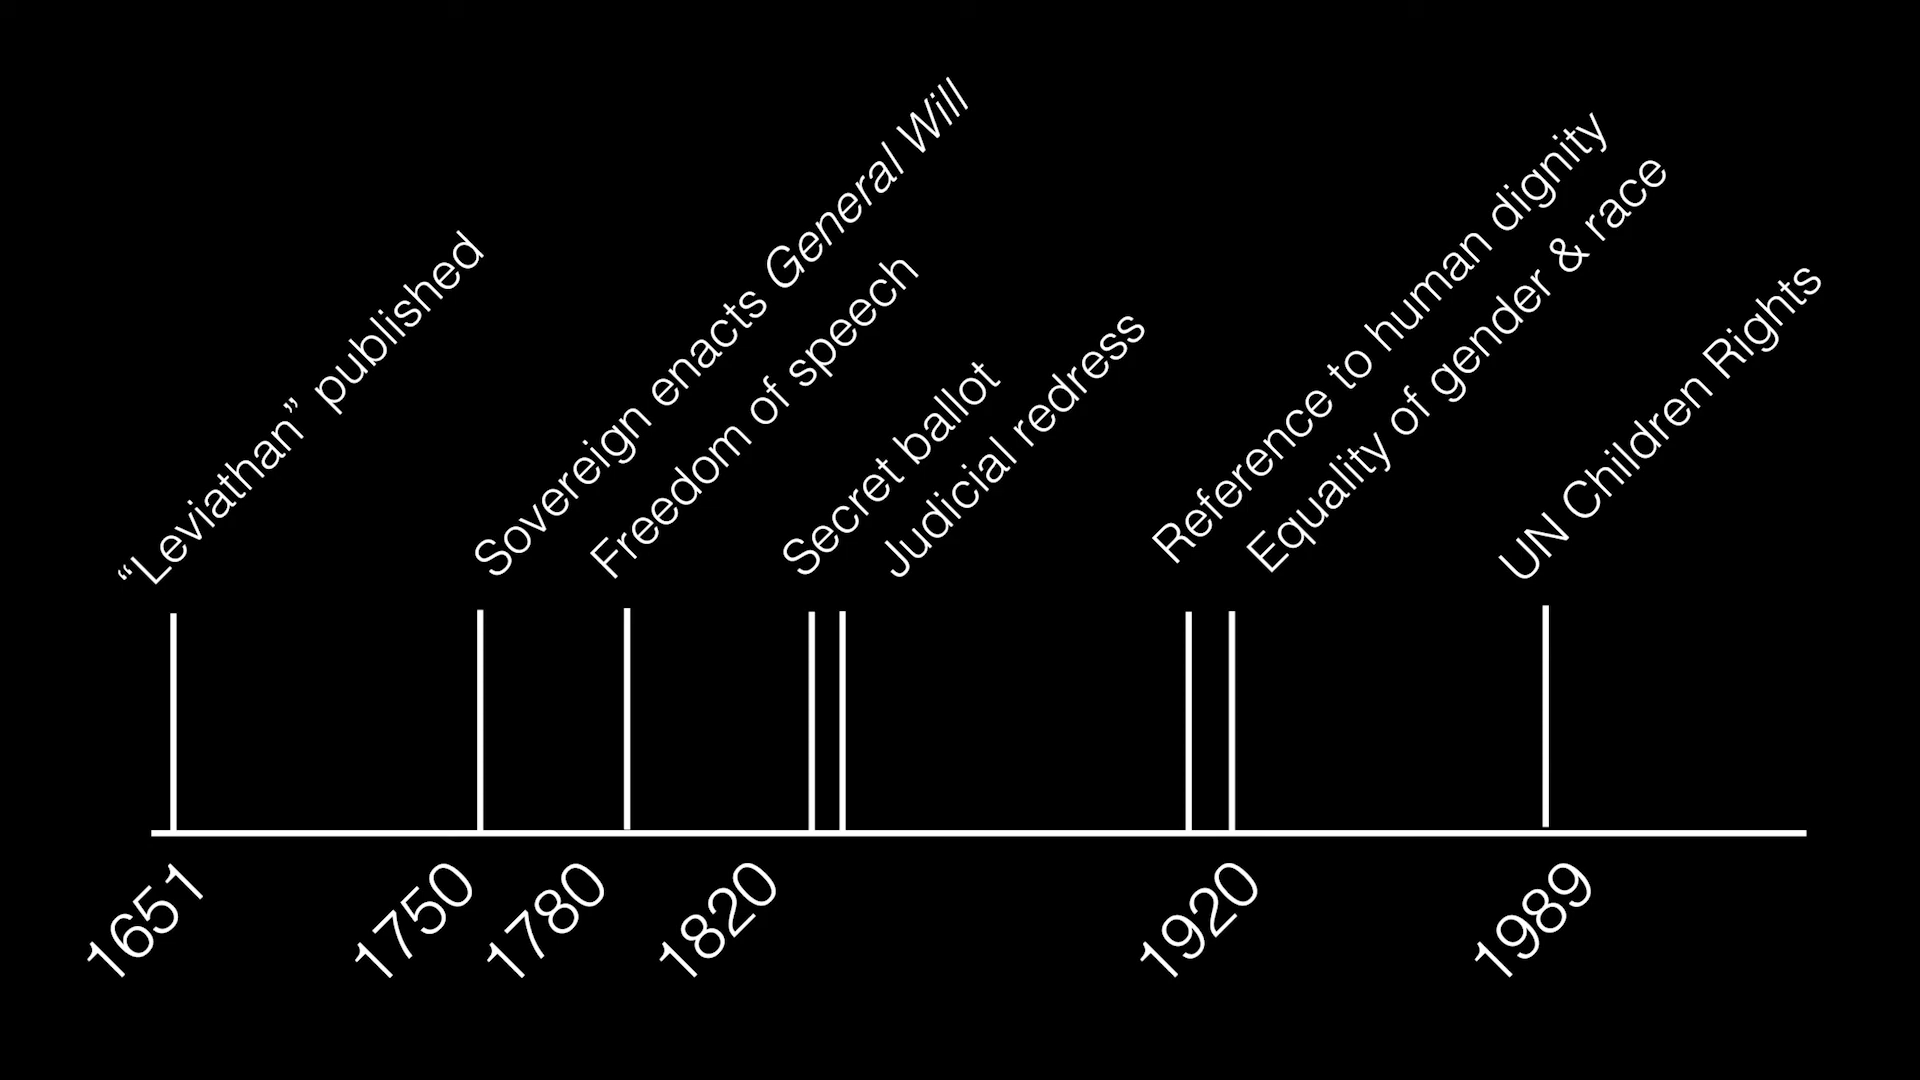 “Leviathan” published
Sovereign enacts General Will
Freedom of speech
Secret ballot
Judicial redress
Reference to human dignity
Equality of gender & race
UN Children Rights
1651
1750
1780
1820
1920
1989